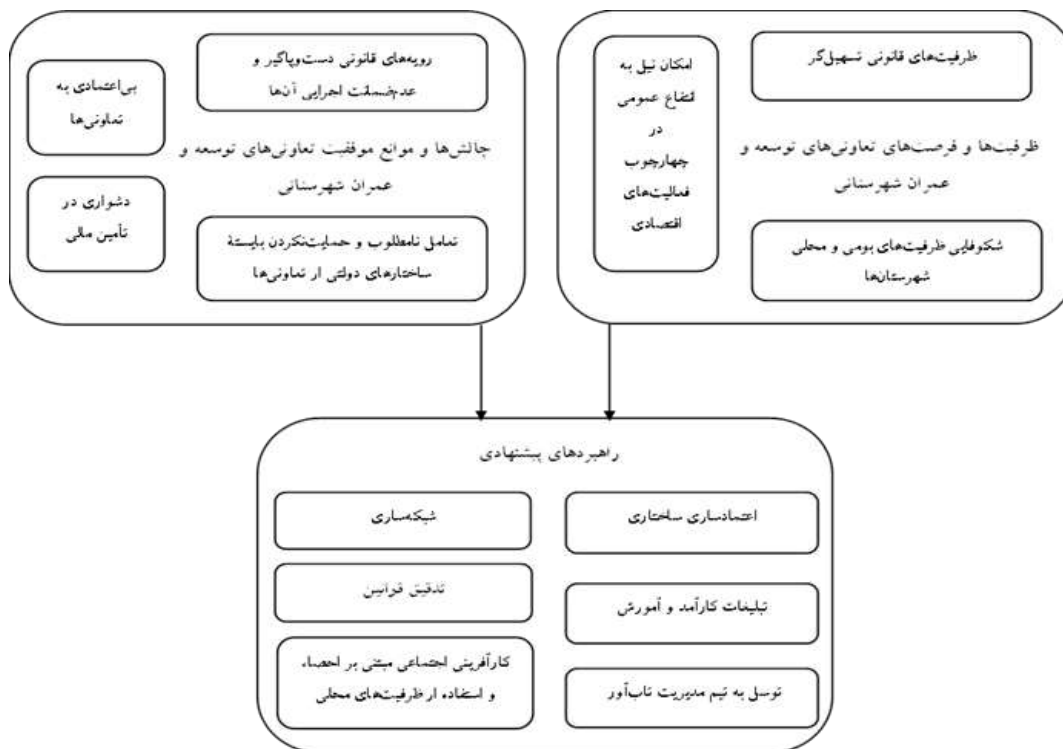 ظرفیت‌های قانونی تسهیل‌گر
امکان نیل به
انتفاع عمومی
در
چهارچوب
فعالیت‌های
اقتصادی
ظرفیت‌ها و فرصت‌های تعاونی‌های توسعه و
عمران شهرستانی
شکوفایی ظرفیت‌های بومی و محلی
شهرستان‌ها
رویه‌های قانونی دست‌وپاگیر و
عدم‌ضمانت اجرایی آن‌ها
بی‌اعتمادی به
تعاونی‌ها
چالش‌ها و موانع موفقیت تعاونی‌های توسعه و
عمران شهرستانی
دشواری در
تأمین مالی
تعامل نامطلوب و حمایت‌نکردن بایستۀ
ساختارهای دولتی از تعاونی‌ها
راهبردهای پیشنهادی
اعتمادسازی ساختاری
شبکه‌سازی
تبلیغات کارآمد و آموزش
تدقیق قوانین
توسل به تیم مدیریت تاب‌آور
کارآفرینی اجتماعی مبتنی بر احصاء
و استفاده از ظرفیت‌های محلی